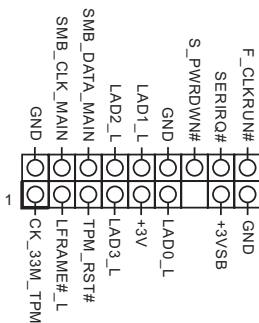 GND
SMB_CLK_MAIN
SMB_DATA_MAIN
LAD2_L
LAD1_L
GND
S_PWRDWN#
SERIRQ#
F_CLKRUN#
1
CK_33M_TPM
LFRAME#_L
TPM_RST#
LAD3_L
+3V
LAD0_L
+3VSB
GND